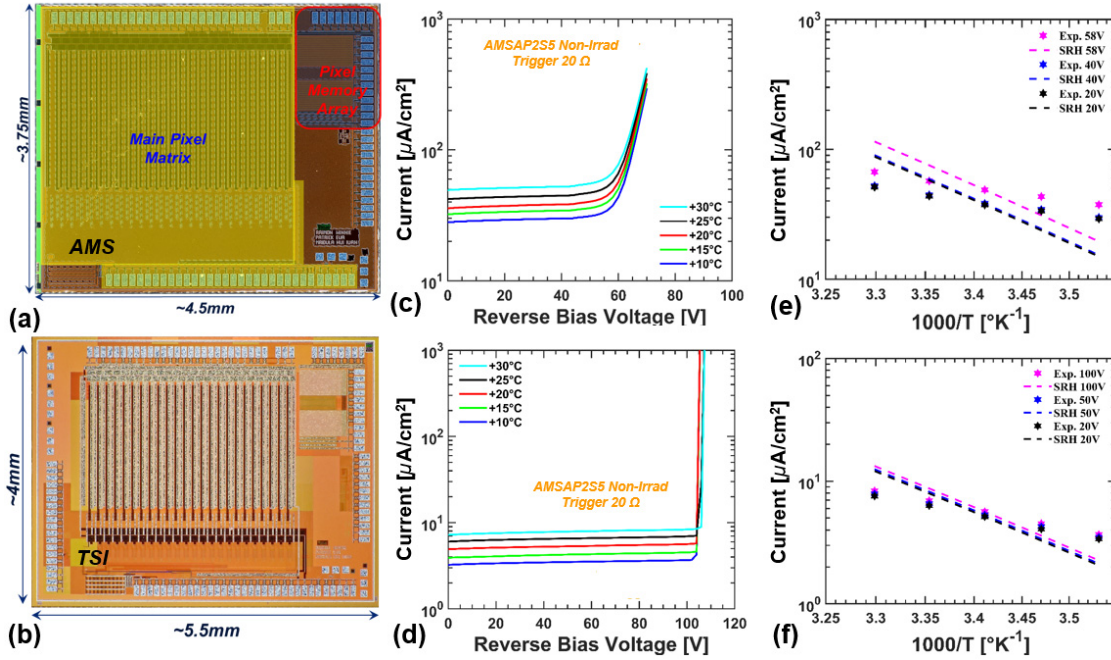 ~3.75mm
Main Pixel
Matrix
Pixel
Memory
Array
AMS
(a)
~4.5mm
~4mm
TSI
(b)
~5.5mm
Current [µA/cm²]
10³
10²
10¹
AMSAP2S5 Non-Irrad
Trigger 20 Ω
+30°C
+25°C
+20°C
+15°C
+10°C
0 20 40 60 80 100
(c)
Reverse Bias Voltage [V]
Current [µA/cm²]
10³
10²
10¹
10⁰
+30°C
+25°C
+20°C
+15°C
+10°C
AMSAP2S5 Non-Irrad
Trigger 20 Ω
0 20 40 60 80 100 120
(d)
Reverse Bias Voltage [V]
Current [µA/cm²]
10³
10²
10¹
Exp. 58V
SRH 58V
Exp. 40V
SRH 40V
Exp. 20V
SRH 20V
3.25 3.3 3.35 3.4 3.45 3.5
(e)
1000/T [°K⁻¹]
Current [µA/cm²]
10²
10¹
10⁰
Exp. 100V
SRH 100V
Exp. 50V
SRH 50V
Exp. 20V
SRH 20V
3.25 3.3 3.35 3.4 3.45 3.5
(f)
1000/T [°K⁻¹]